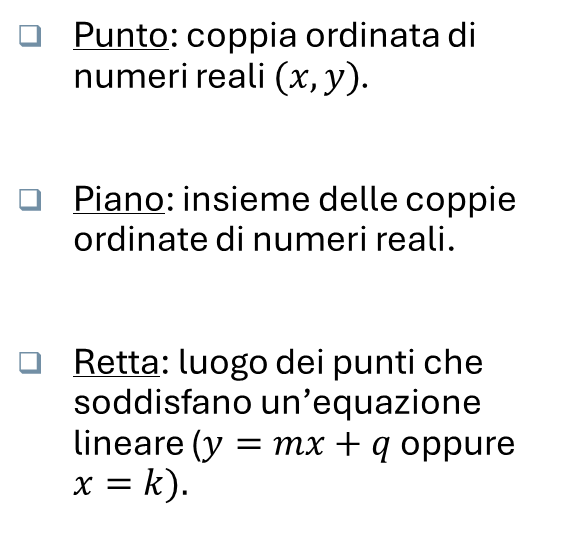 Punto: coppia ordinata di
numeri reali (x, y).
Piano: insieme delle coppie
ordinate di numeri reali.
Retta: luogo dei punti che
soddisfano un’equazione
lineare (y = mx + q oppure
x = k).